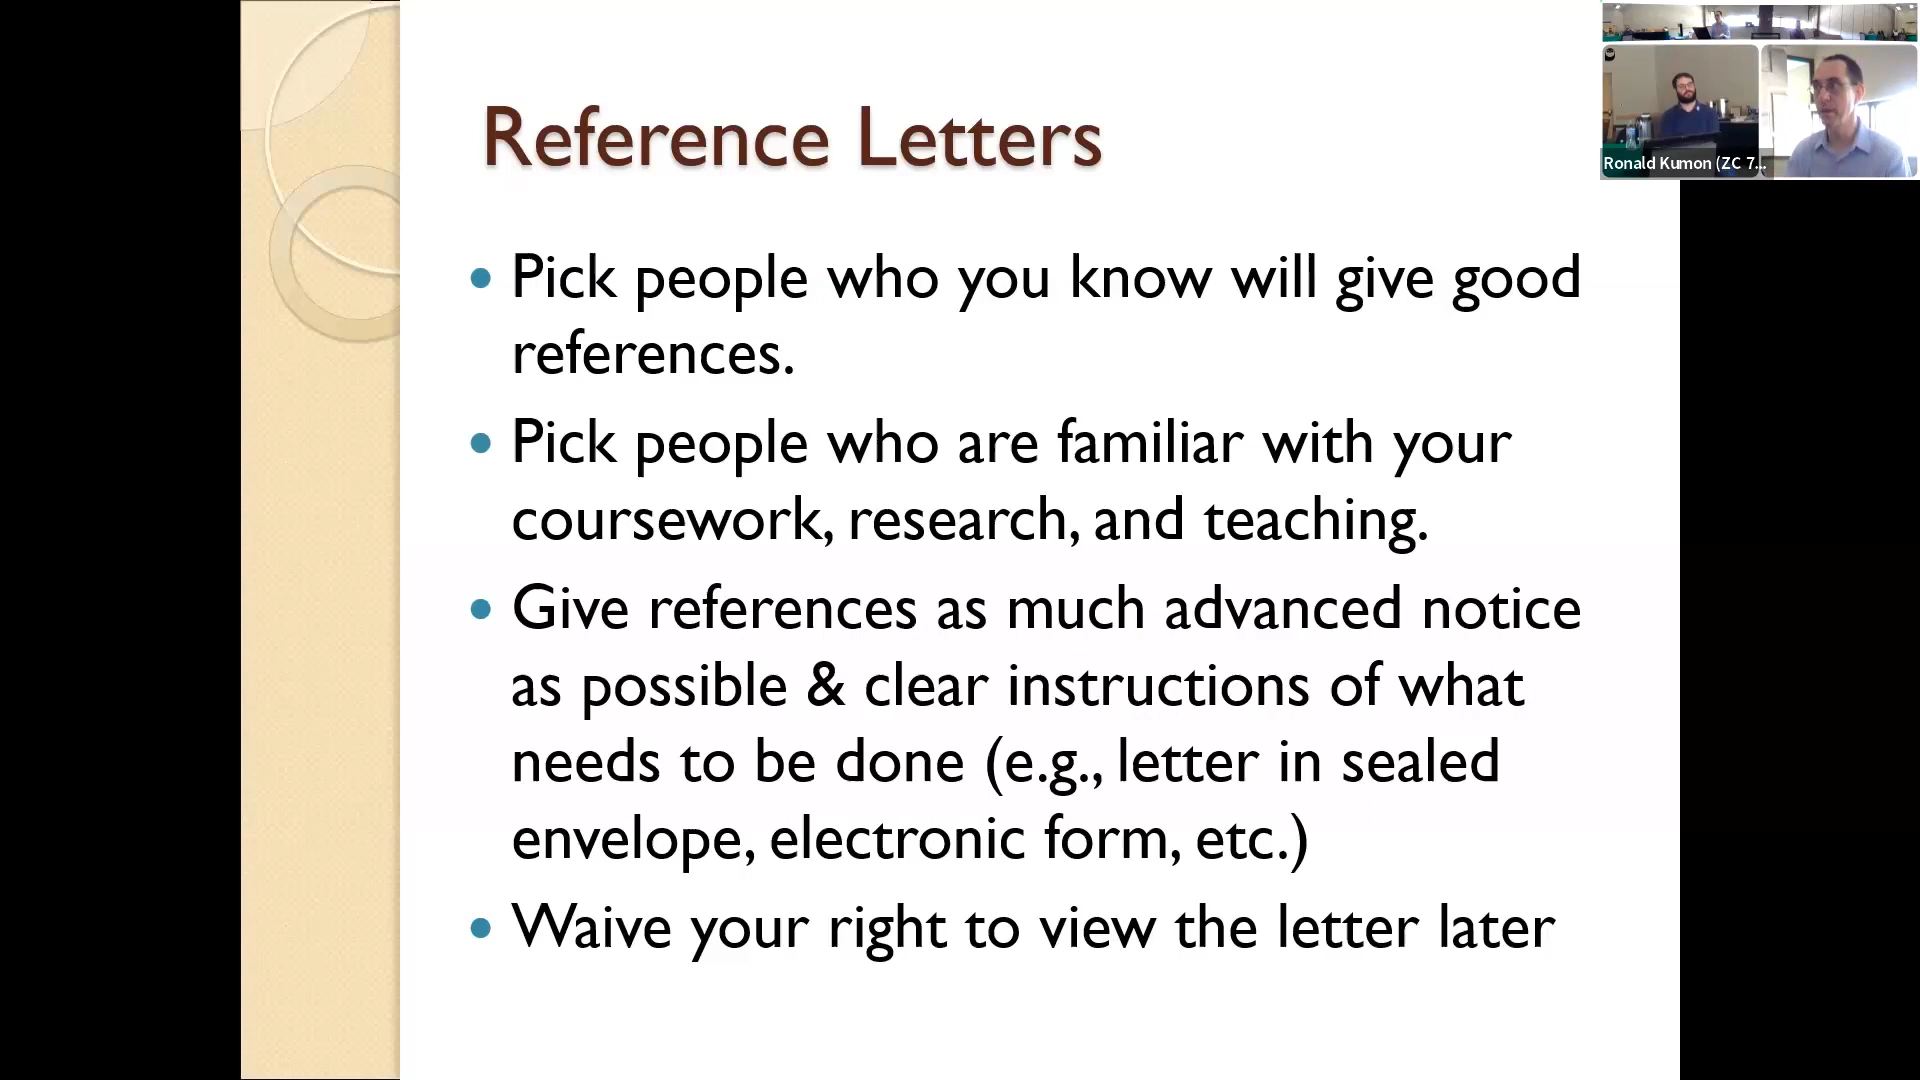 Reference Letters
Pick people who you know will give good
references.
Pick people who are familiar with your
coursework, research, and teaching.
Give references as much advanced notice
as possible & clear instructions of what
needs to be done (e.g., letter in sealed
envelope, electronic form, etc.)
Waive your right to view the letter later
Ronald Kumon (ZC 7...